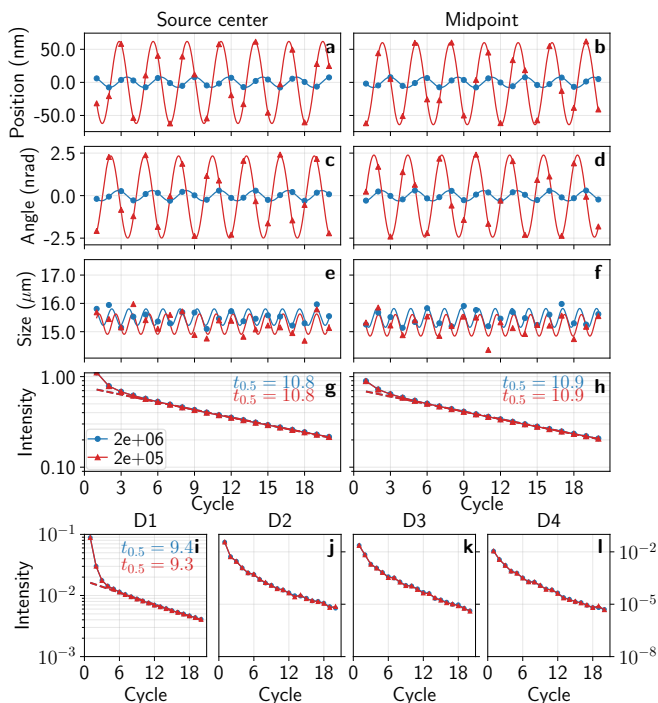 Source center
Midpoint
Position (nm)
50.0
0.0
-50.0
a
b
Angle (nrad)
2.5
0.0
-2.5
c
d
Size (μm)
17.0
16.0
15.0
e
f
Intensity
1.00
0.10
t0.5 = 10.8
t0.5 = 10.8
g
t0.5 = 10.9
t0.5 = 10.9
h
2e+06
2e+05
0 3 6 9 12 15 18
0 3 6 9 12 15 18
Cycle
Cycle
D1
D2
D3
D4
Intensity
10−1
10−2
10−3
t0.5 = 9.4
t0.5 = 9.3
i
j
k
l
10−2
10−5
10−8
0 6 12 18
0 6 12 18
0 6 12 18
0 6 12 18
Cycle
Cycle
Cycle
Cycle